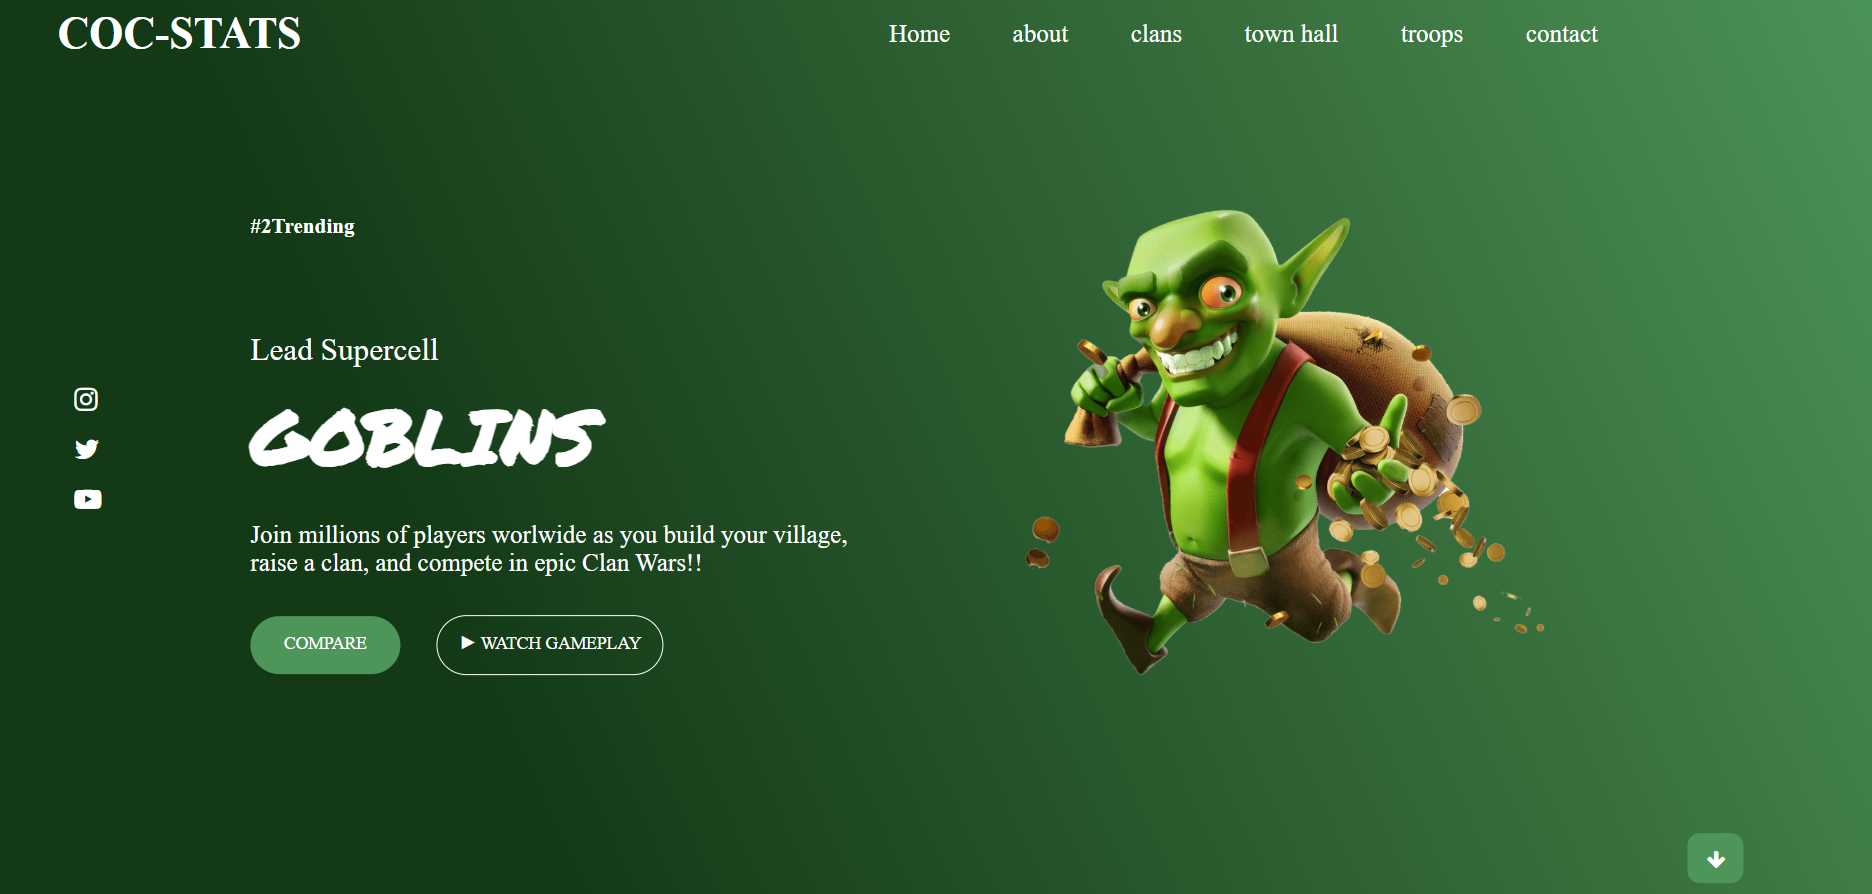 COC-STATS
Home about clans town hall troops contact
#2Trending
Lead Supercell
GOBLINS
Join millions of players worlwide as you build your village,
raise a clan, and compete in epic Clan Wars!!
COMPARE
WATCH GAMEPLAY